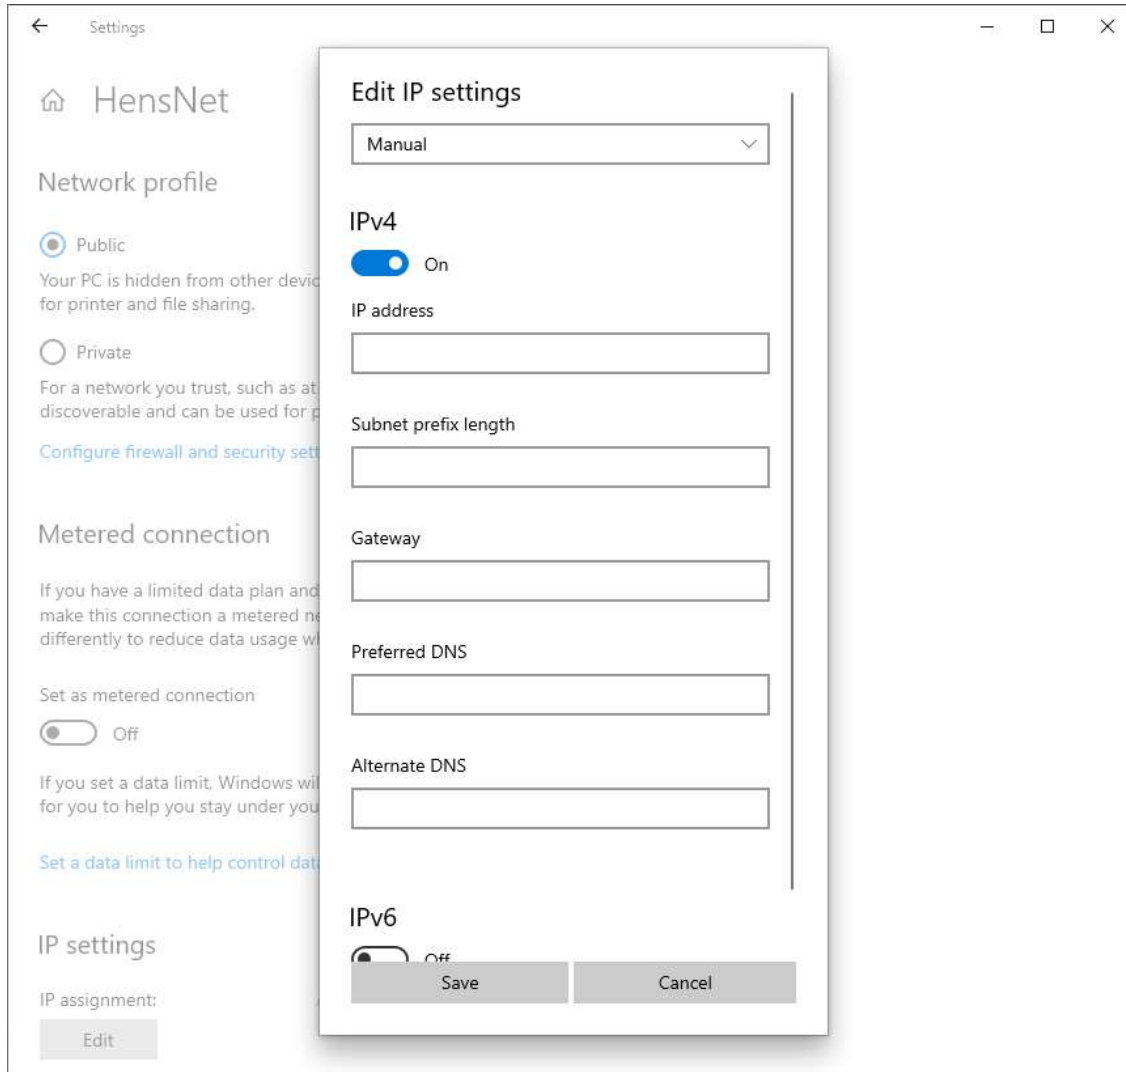 Settings
HensNet
Network profile
Public
Your PC is hidden from other devic
for printer and file sharing.
Private
For a network you trust, such as at
discoverable and can be used for p
Configure firewall and security sett
Metered connection
If you have a limited data plan and
make this connection a metered ne
differently to reduce data usage wh
Set as metered connection
Off
If you set a data limit, Windows wil
for you to help you stay under you
Set a data limit to help control data
IP settings
IP assignment:
Edit
Edit IP settings
Manual
IPv4
On
IP address
Subnet prefix length
Gateway
Preferred DNS
Alternate DNS
IPv6
Off
Save
Cancel